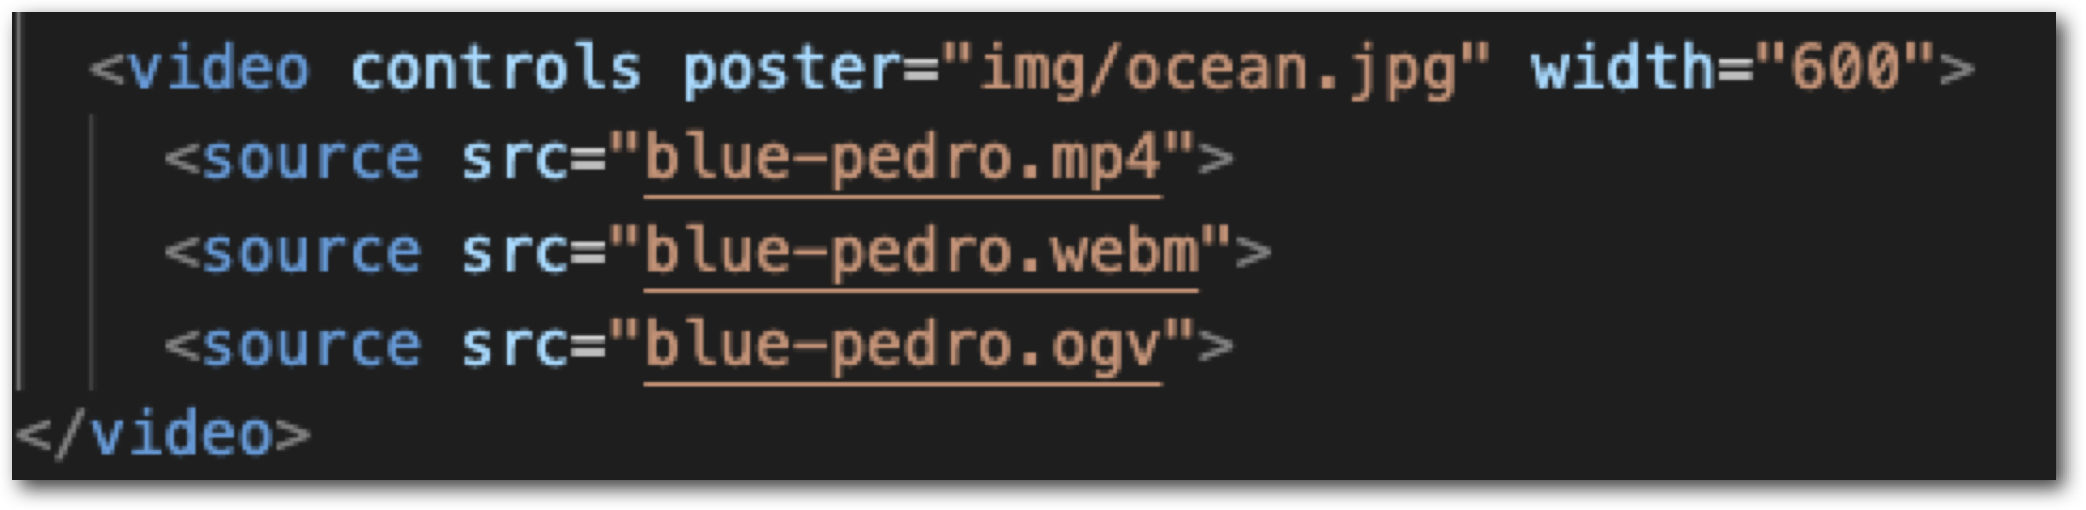 <video controls poster="img/ocean.jpg" width="600">
<source src="blue-pedro.mp4">
<source src="blue-pedro.webm">
<source src="blue-pedro.ogv">
</video>